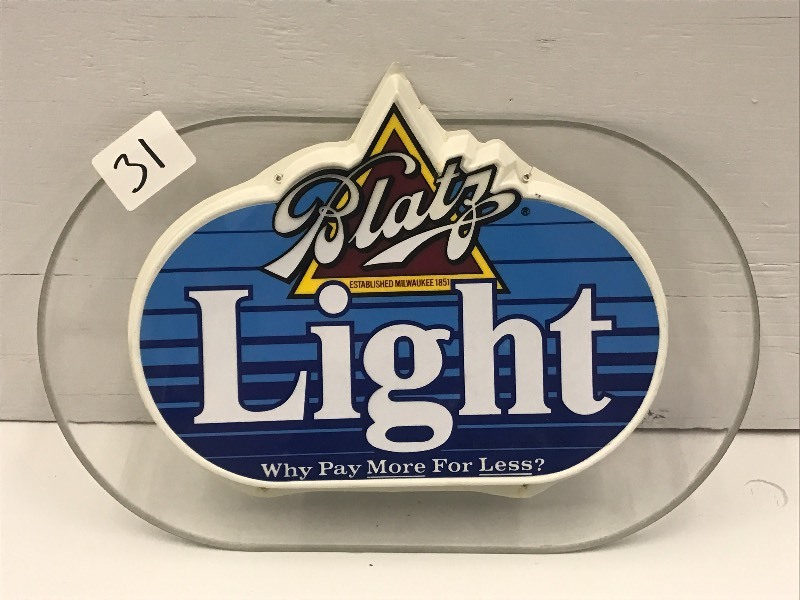 31
Blatz®
ESTABLISHED MILWAUKEE 1851
Light
Why Pay More For Less?